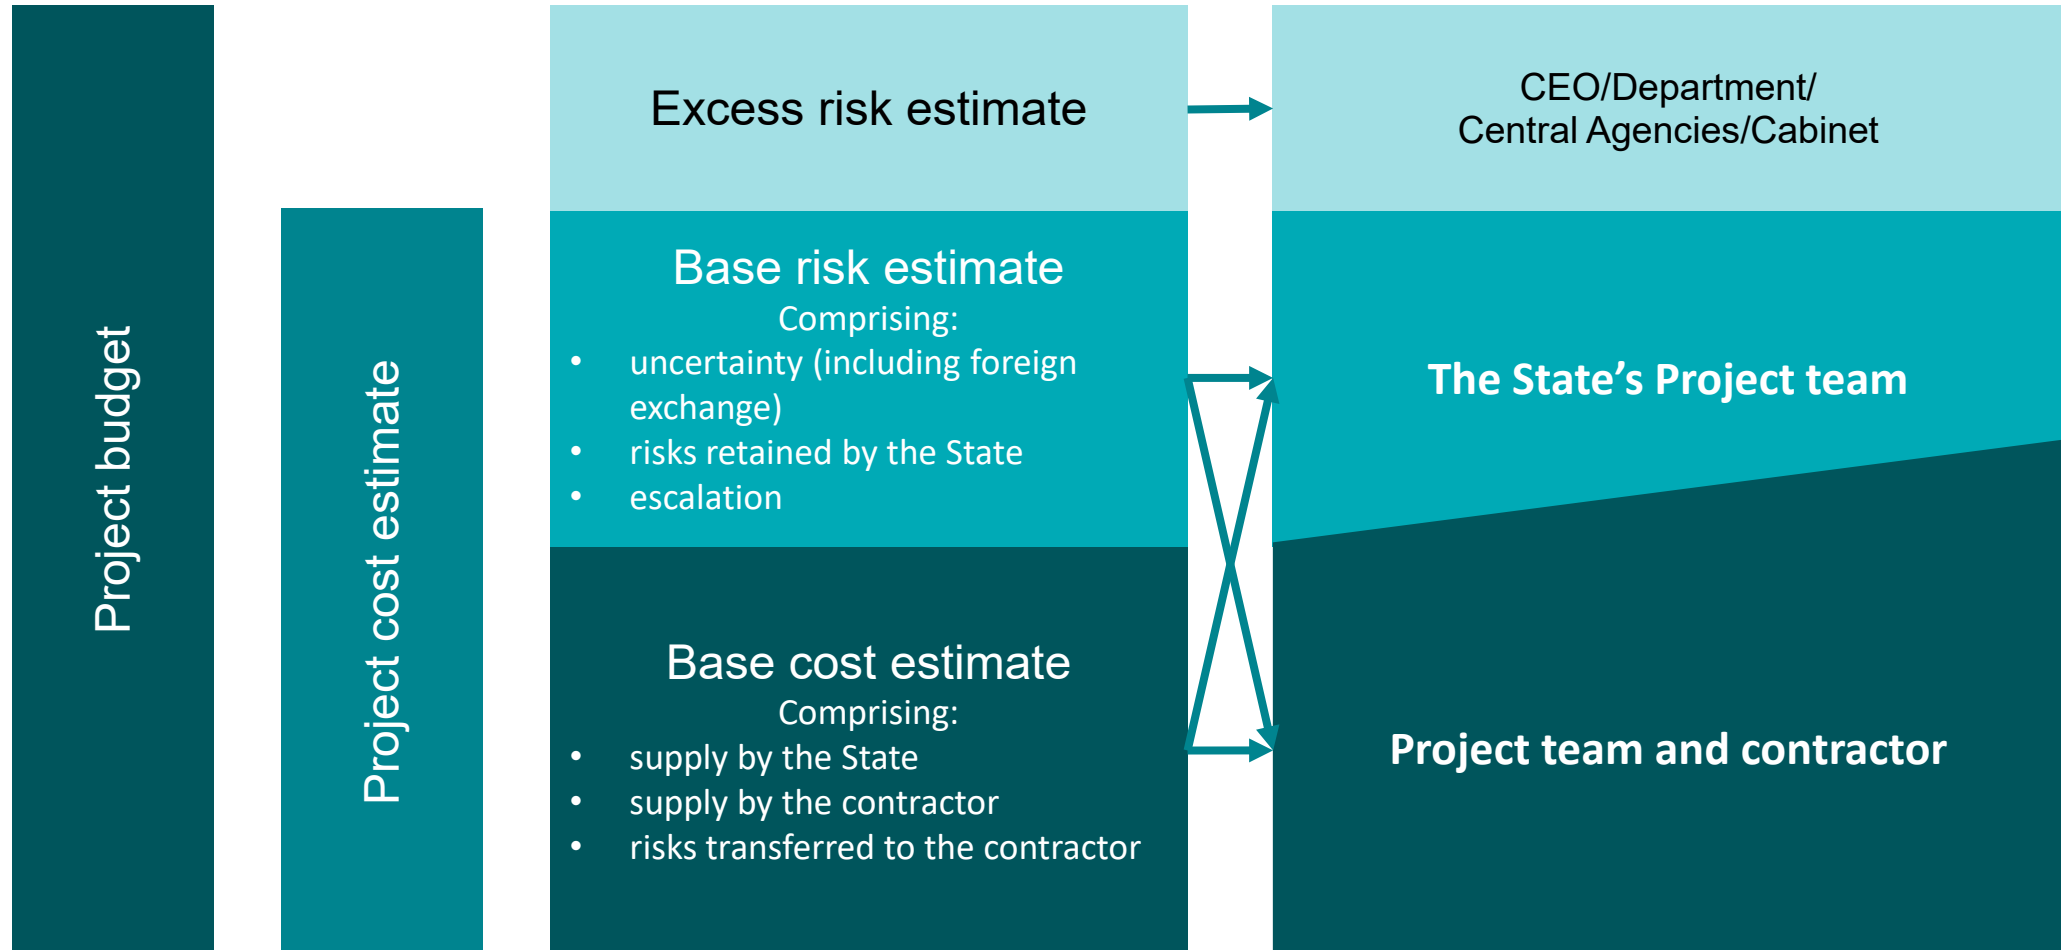 Project budget
Project cost estimate
Excess risk estimate
Base risk estimate
Comprising:
• uncertainty (including foreign
exchange)
• risks retained by the State
• escalation
Base cost estimate
Comprising:
• supply by the State
• supply by the contractor
• risks transferred to the contractor
CEO/Department/
Central Agencies/Cabinet
The State’s Project team
Project team and contractor